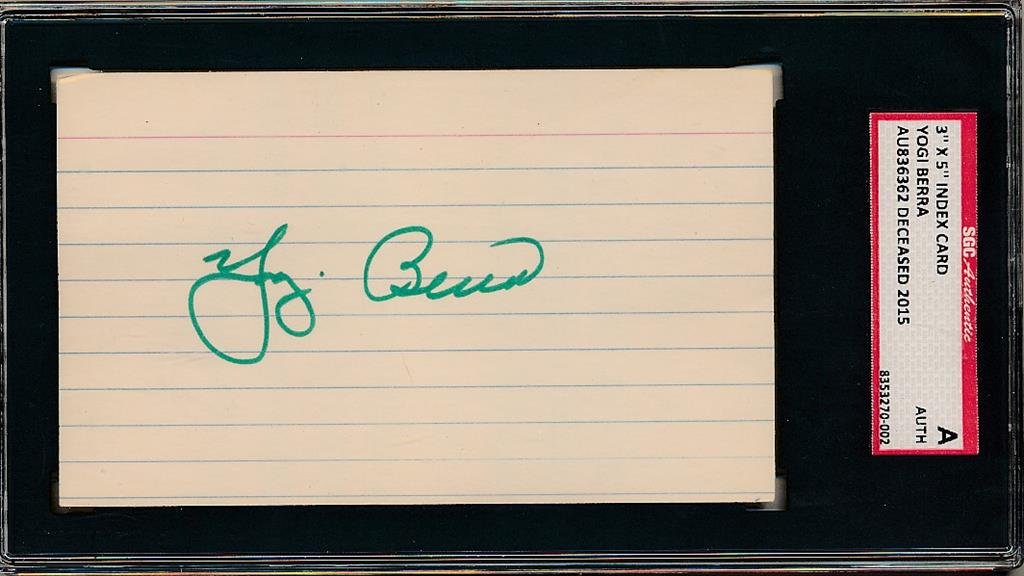 Yogi Berra
SGC Authentic
3" X 5" INDEX CARD
YOGI BERRA
AU836362 DECEASED 2015
A
AUTH
8353270-002